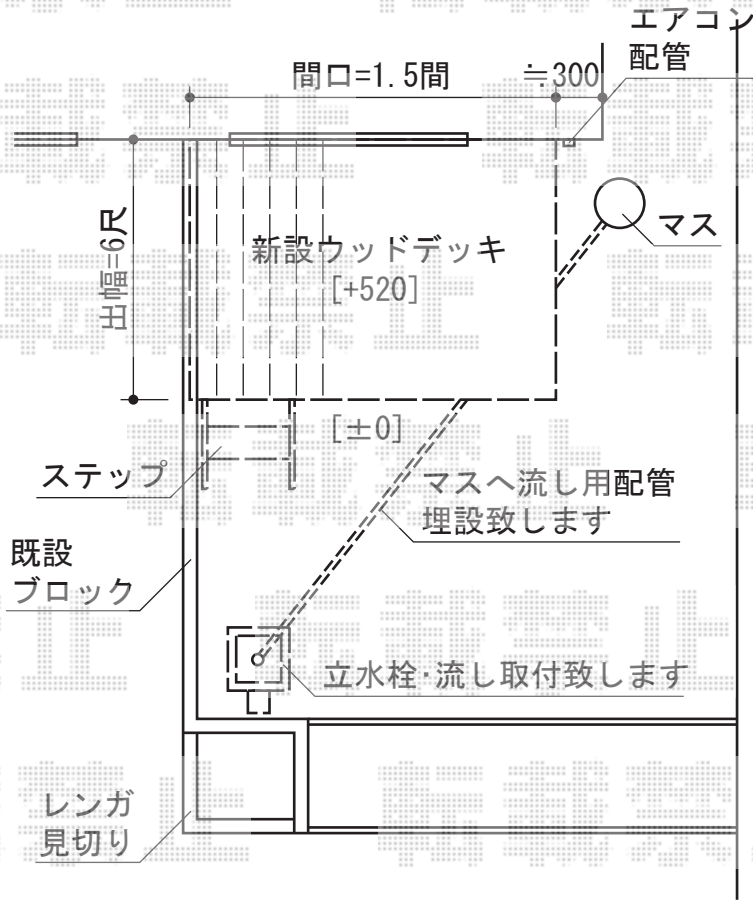 エアコン
配管
間口=1.5間
≒300
出幅=6尺
マス
新設ウッドデッキ
[+520]
[±0]
ステップ
マスへ流し用配管
埋設致します
既設
ブロック
立水栓･流し取付致します
レンガ
見切り